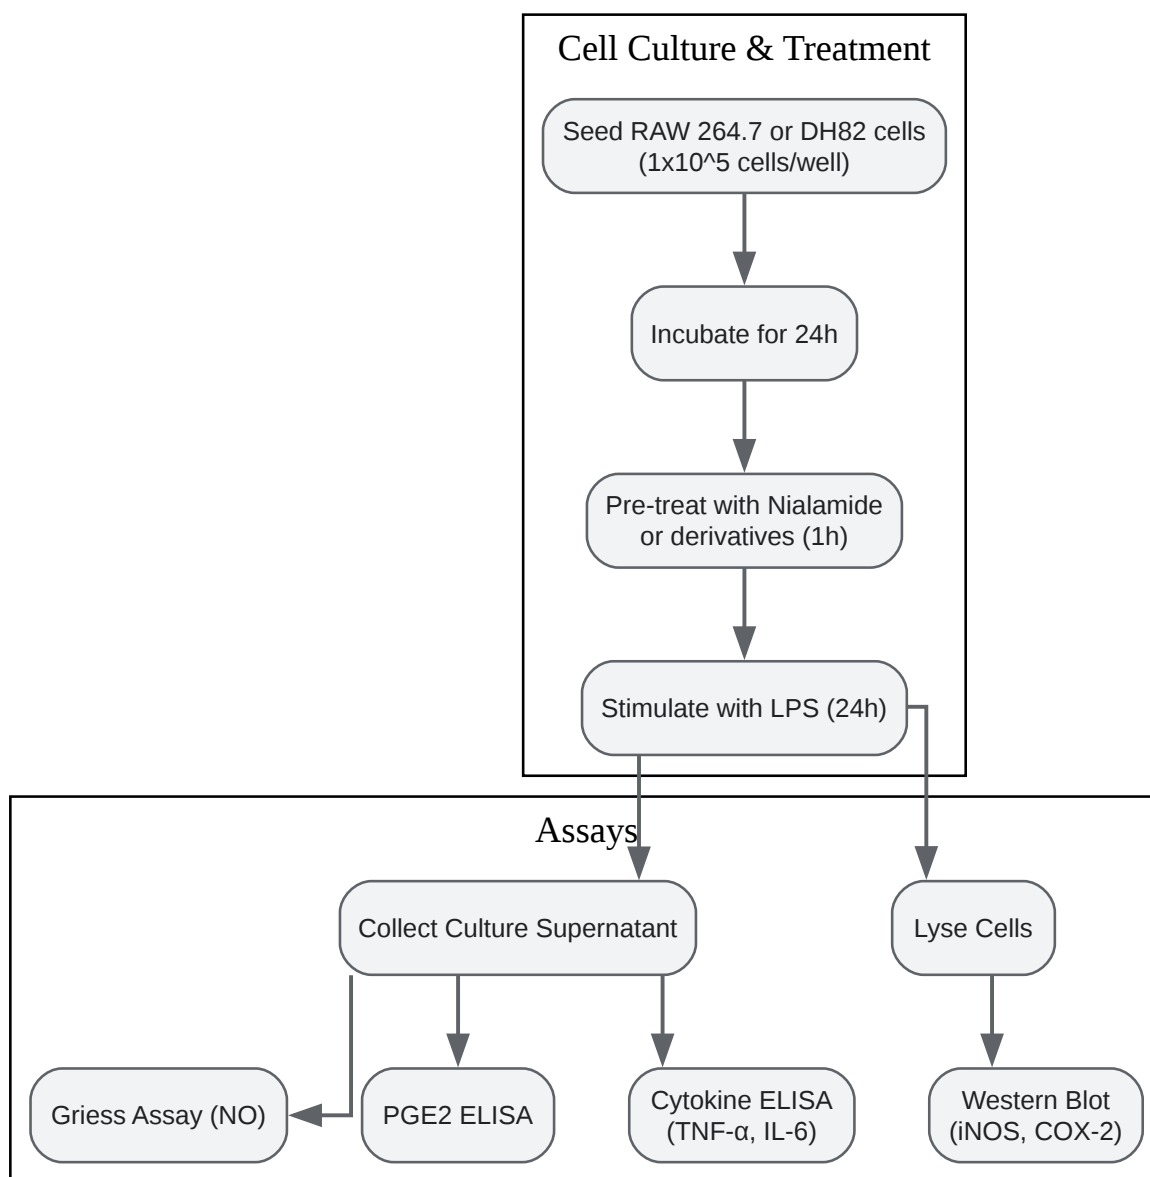 Cell Culture & Treatment
Seed RAW 264.7 or DH82 cells
(1x10^5 cells/well)
Incubate for 24h
Pre-treat with Nialamide
or derivatives (1h)
Stimulate with LPS (24h)
Assays
Collect Culture Supernatant
Lyse Cells
Griess Assay (NO)
PGE2 ELISA
Cytokine ELISA
(TNF-α, IL-6)
Western Blot
(iNOS, COX-2)